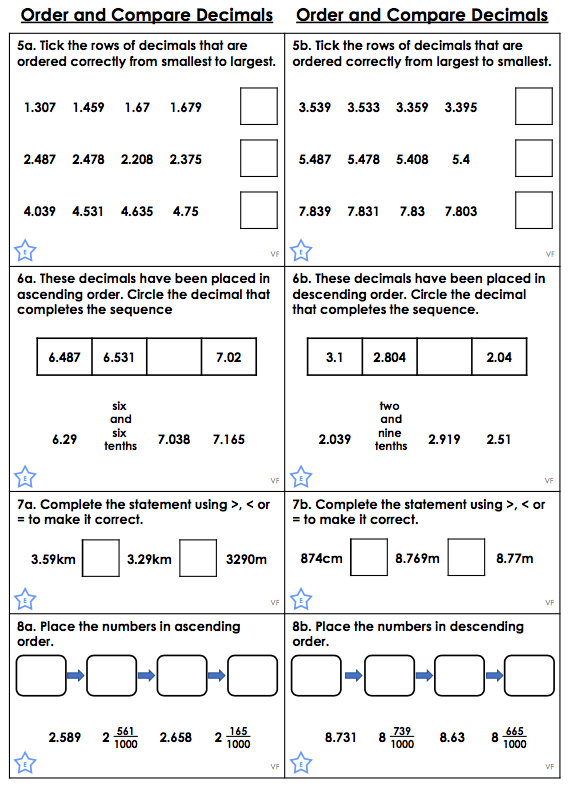 Order and Compare Decimals
Order and Compare Decimals
5a. Tick the rows of decimals that are
ordered correctly from smallest to largest.
1.307 1.459 1.67 1.679
2.487 2.478 2.208 2.375
4.039 4.531 4.635 4.75
E
VF
5b. Tick the rows of decimals that are
ordered correctly from largest to smallest.
3.539 3.533 3.359 3.395
5.487 5.478 5.408 5.4
7.839 7.831 7.83 7.803
E
VF
6a. These decimals have been placed in
ascending order. Circle the decimal that
completes the sequence
6.487 6.531 7.02
six
and
six
tenths
6.29 7.038 7.165
E
VF
6b. These decimals have been placed in
descending order. Circle the decimal
that completes the sequence.
3.1 2.804 2.04
two
and
nine
tenths
2.039 2.919 2.51
E
VF
7a. Complete the statement using >, < or
= to make it correct.
3.59km 3.29km 3290m
E
VF
7b. Complete the statement using >, < or
= to make it correct.
874cm 8.769m 8.77m
E
VF
8a. Place the numbers in ascending
order.
2.589 2 561/1000 2.658 2 165/1000
E
VF
8b. Place the numbers in descending
order.
8.731 8 739/1000 8.63 8 665/1000
E
VF